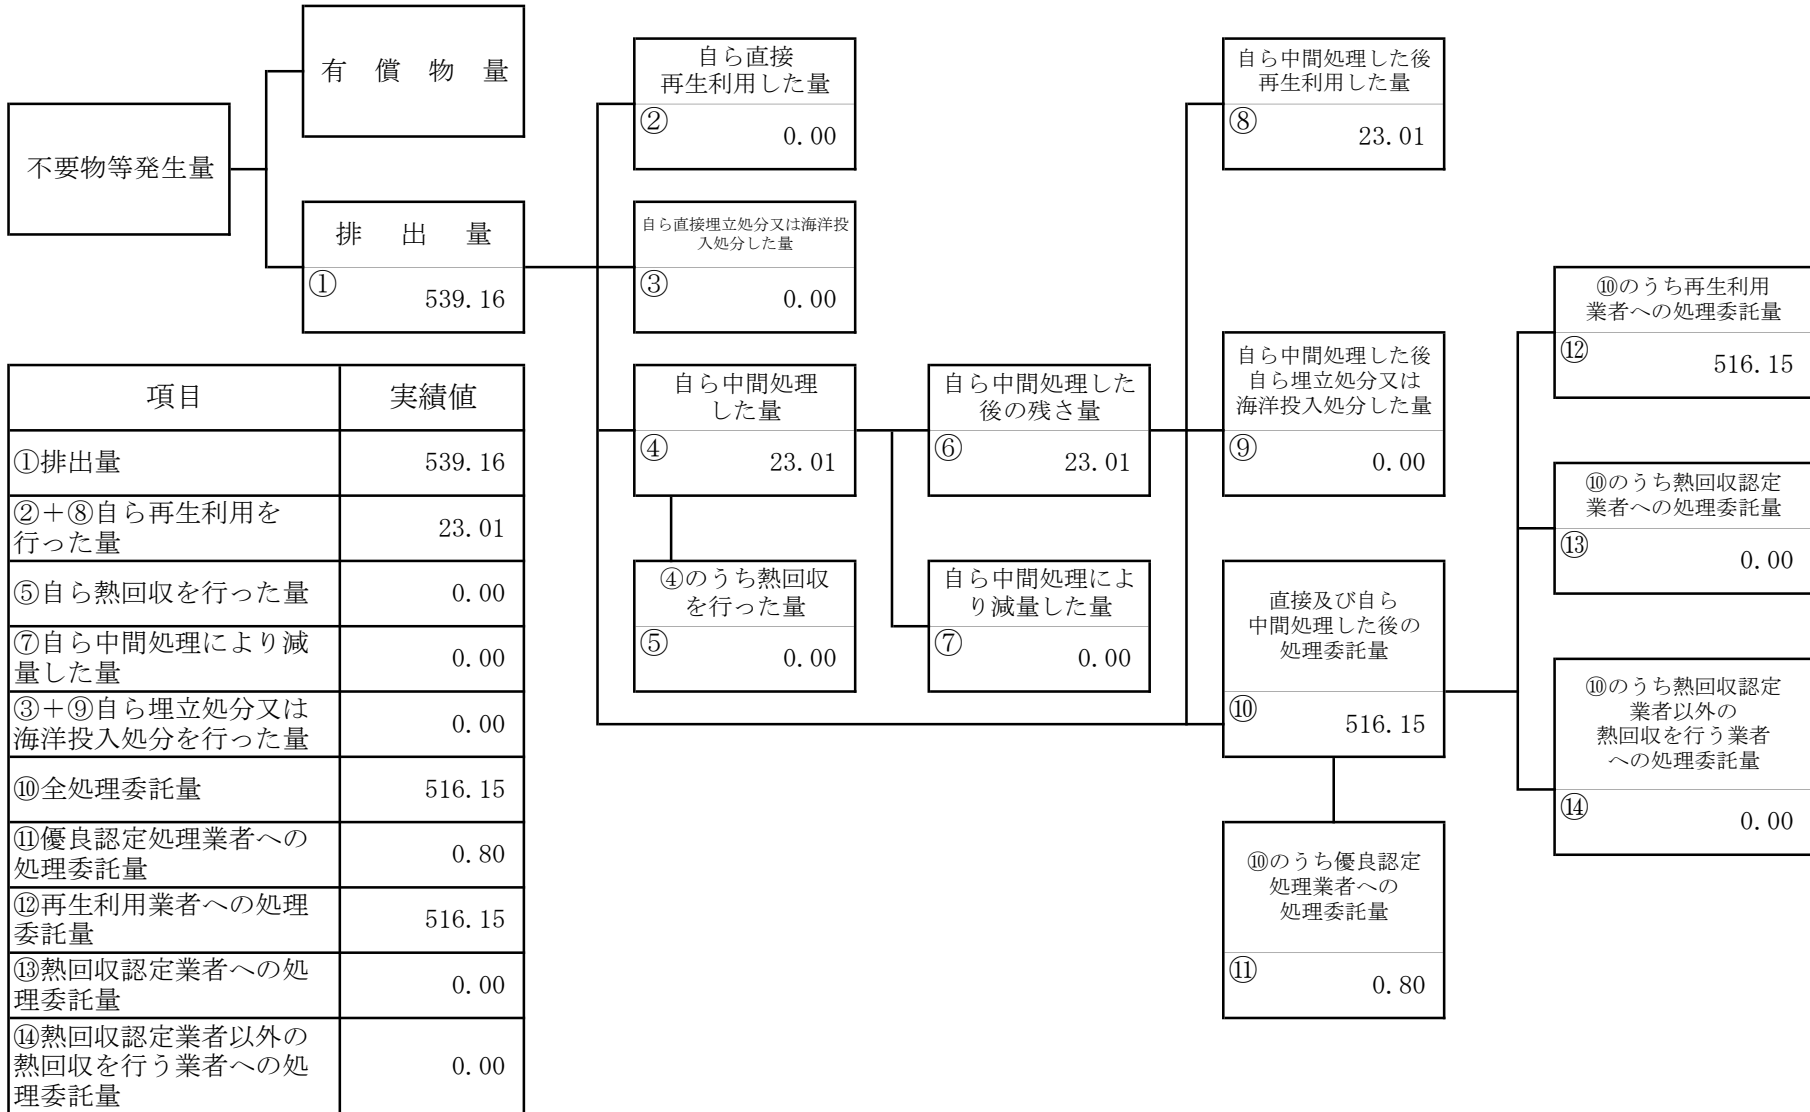 有償物量
不要物等発生量
排出量
①
539.16
自ら直接
再生利用した量
②
0.00
自ら直接埋立処分又は海洋投
入処分した量
③
0.00
自ら中間処理
した量
④
23.01
④のうち熱回収
を行った量
⑤
0.00
自ら中間処理した
後の残さ量
⑥
23.01
自ら中間処理によ
り減量した量
⑦
0.00
自ら中間処理した後
再生利用した量
⑧
23.01
自ら中間処理した後
自ら埋立処分又は
海洋投入処分した量
⑨
0.00
直接及び自ら
中間処理した後の
処理委託量
⑩
516.15
⑩のうち優良認定
処理業者への
処理委託量
⑪
0.80
⑩のうち再生利用
業者への処理委託量
⑫
516.15
⑩のうち熱回収認定
業者への処理委託量
⑬
0.00
⑩のうち熱回収認定
業者以外の
熱回収を行う業者
への処理委託量
⑭
0.00
項目 実績値
①排出量 539.16
②+⑧自ら再生利用を
行った量 23.01
⑤自ら熱回収を行った量 0.00
⑦自ら中間処理により減
量した量 0.00
③+⑨自ら埋立処分又は
海洋投入処分を行った量 0.00
⑩全処理委託量 516.15
⑪優良認定処理業者への
処理委託量 0.80
⑫再生利用業者への処理
委託量 516.15
⑬熱回収認定業者への処
理委託量 0.00
⑭熱回収認定業者以外の
熱回収を行う業者への処
理委託量 0.00